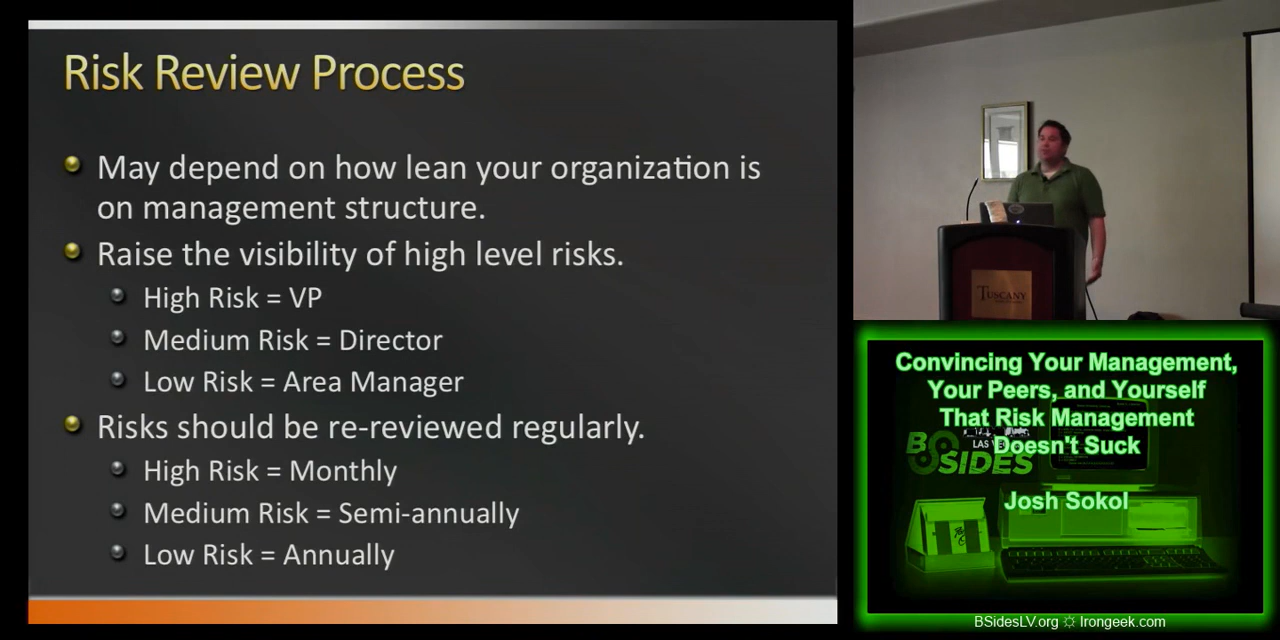 Risk Review Process
May depend on how lean your organization is
on management structure.
Raise the visibility of high level risks.
High Risk = VP
Medium Risk = Director
Low Risk = Area Manager
Risks should be re-reviewed regularly.
High Risk = Monthly
Medium Risk = Semi-annually
Low Risk = Annually
TUSCANY
Convincing Your Management,
Your Peers, and Yourself
That Risk Management
Doesn't Suck
BSIDES
LAS
Josh Sokol
BSidesLV.org ☼ Irongeek.com